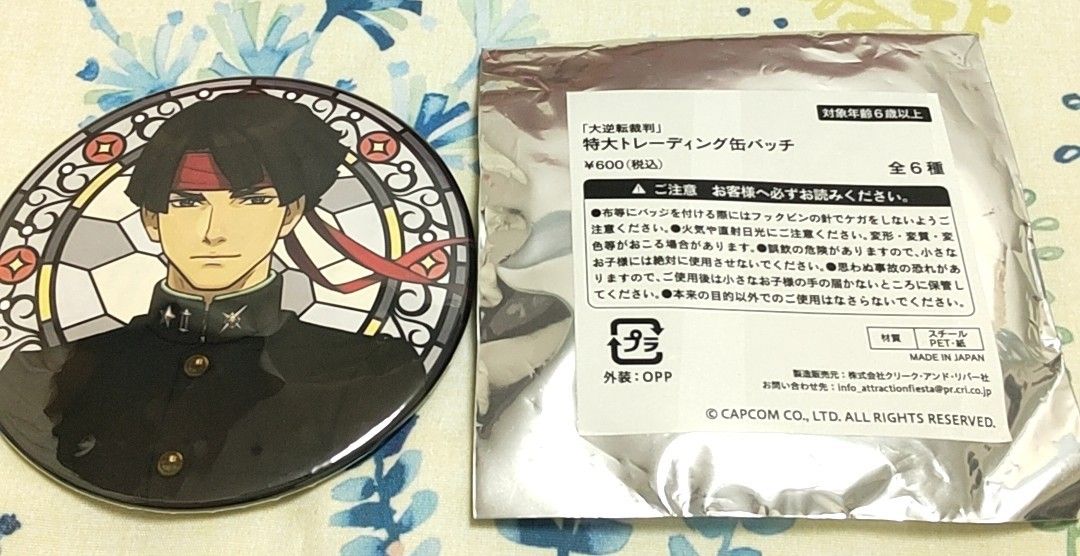 対象年齢6歳以上
「大逆転裁判」
特大トレーディング缶バッチ
¥600(税込)
全6種
ご注意 お客様へ必ずお読みください。
●布等にバッジを付ける際にはフックピンの針でケガをしないようご
注意ください。●火気や直射日光にご注意ください。変形・変質・変
色等がおこる場合があります。●誤飲の危険がありますので、小さな
お子様には絶対に使用させないでください。●思わぬ事故の恐れがあ
りますので、ご使用後は小さなお子様の手の届かないところに保管し
てください。●本来の目的以外でのご使用はなさらないでください。
プラ
外装:OPP
材質
スチール
PET・紙
MADE IN JAPAN
製造販売元:株式会社クリーク・アンド・リバー社
お問い合わせ先:info_attractionfiesta@pr.cri.co.jp
© CAPCOM CO., LTD. ALL RIGHTS RESERVED.